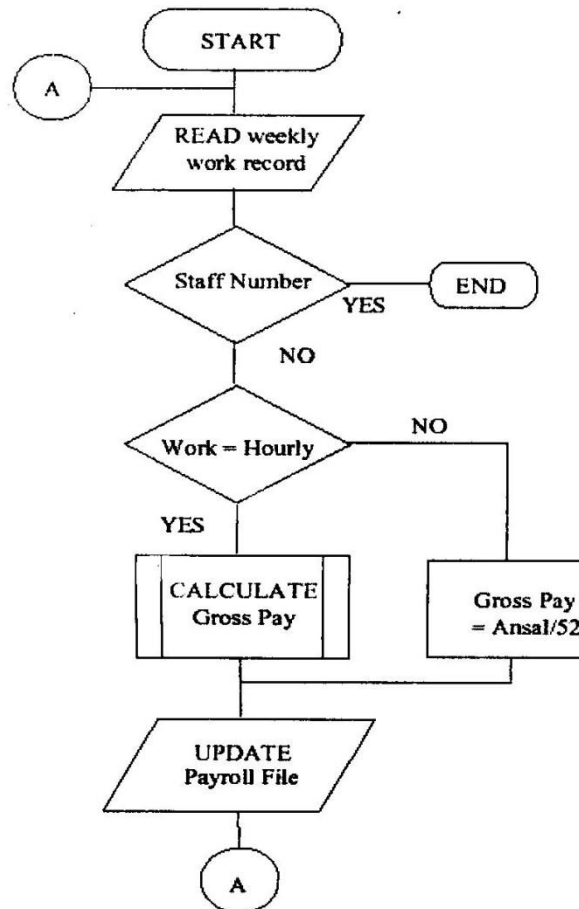 START
A
READ weekly
work record
Staff Number
YES
END
NO
Work = Hourly
NO
YES
CALCULATE
Gross Pay
Gross Pay
= Ansal/52
UPDATE
Payroll File
A